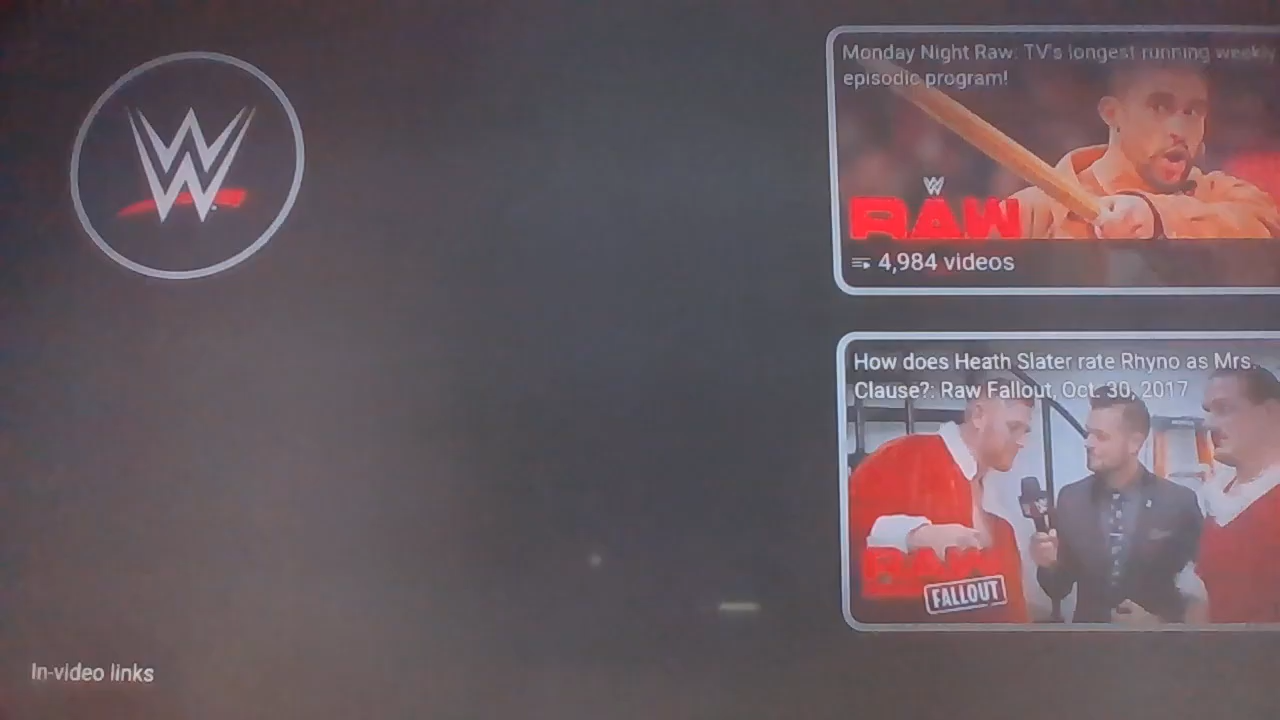 Monday Night Raw: TV's longest running weekly
episodic program!
W
RAW
4,984 videos
How does Heath Slater rate Rhyno as Mrs.
Clause?: Raw Fallout, Oct. 30, 2017
RAW
FALLOUT
In-video links